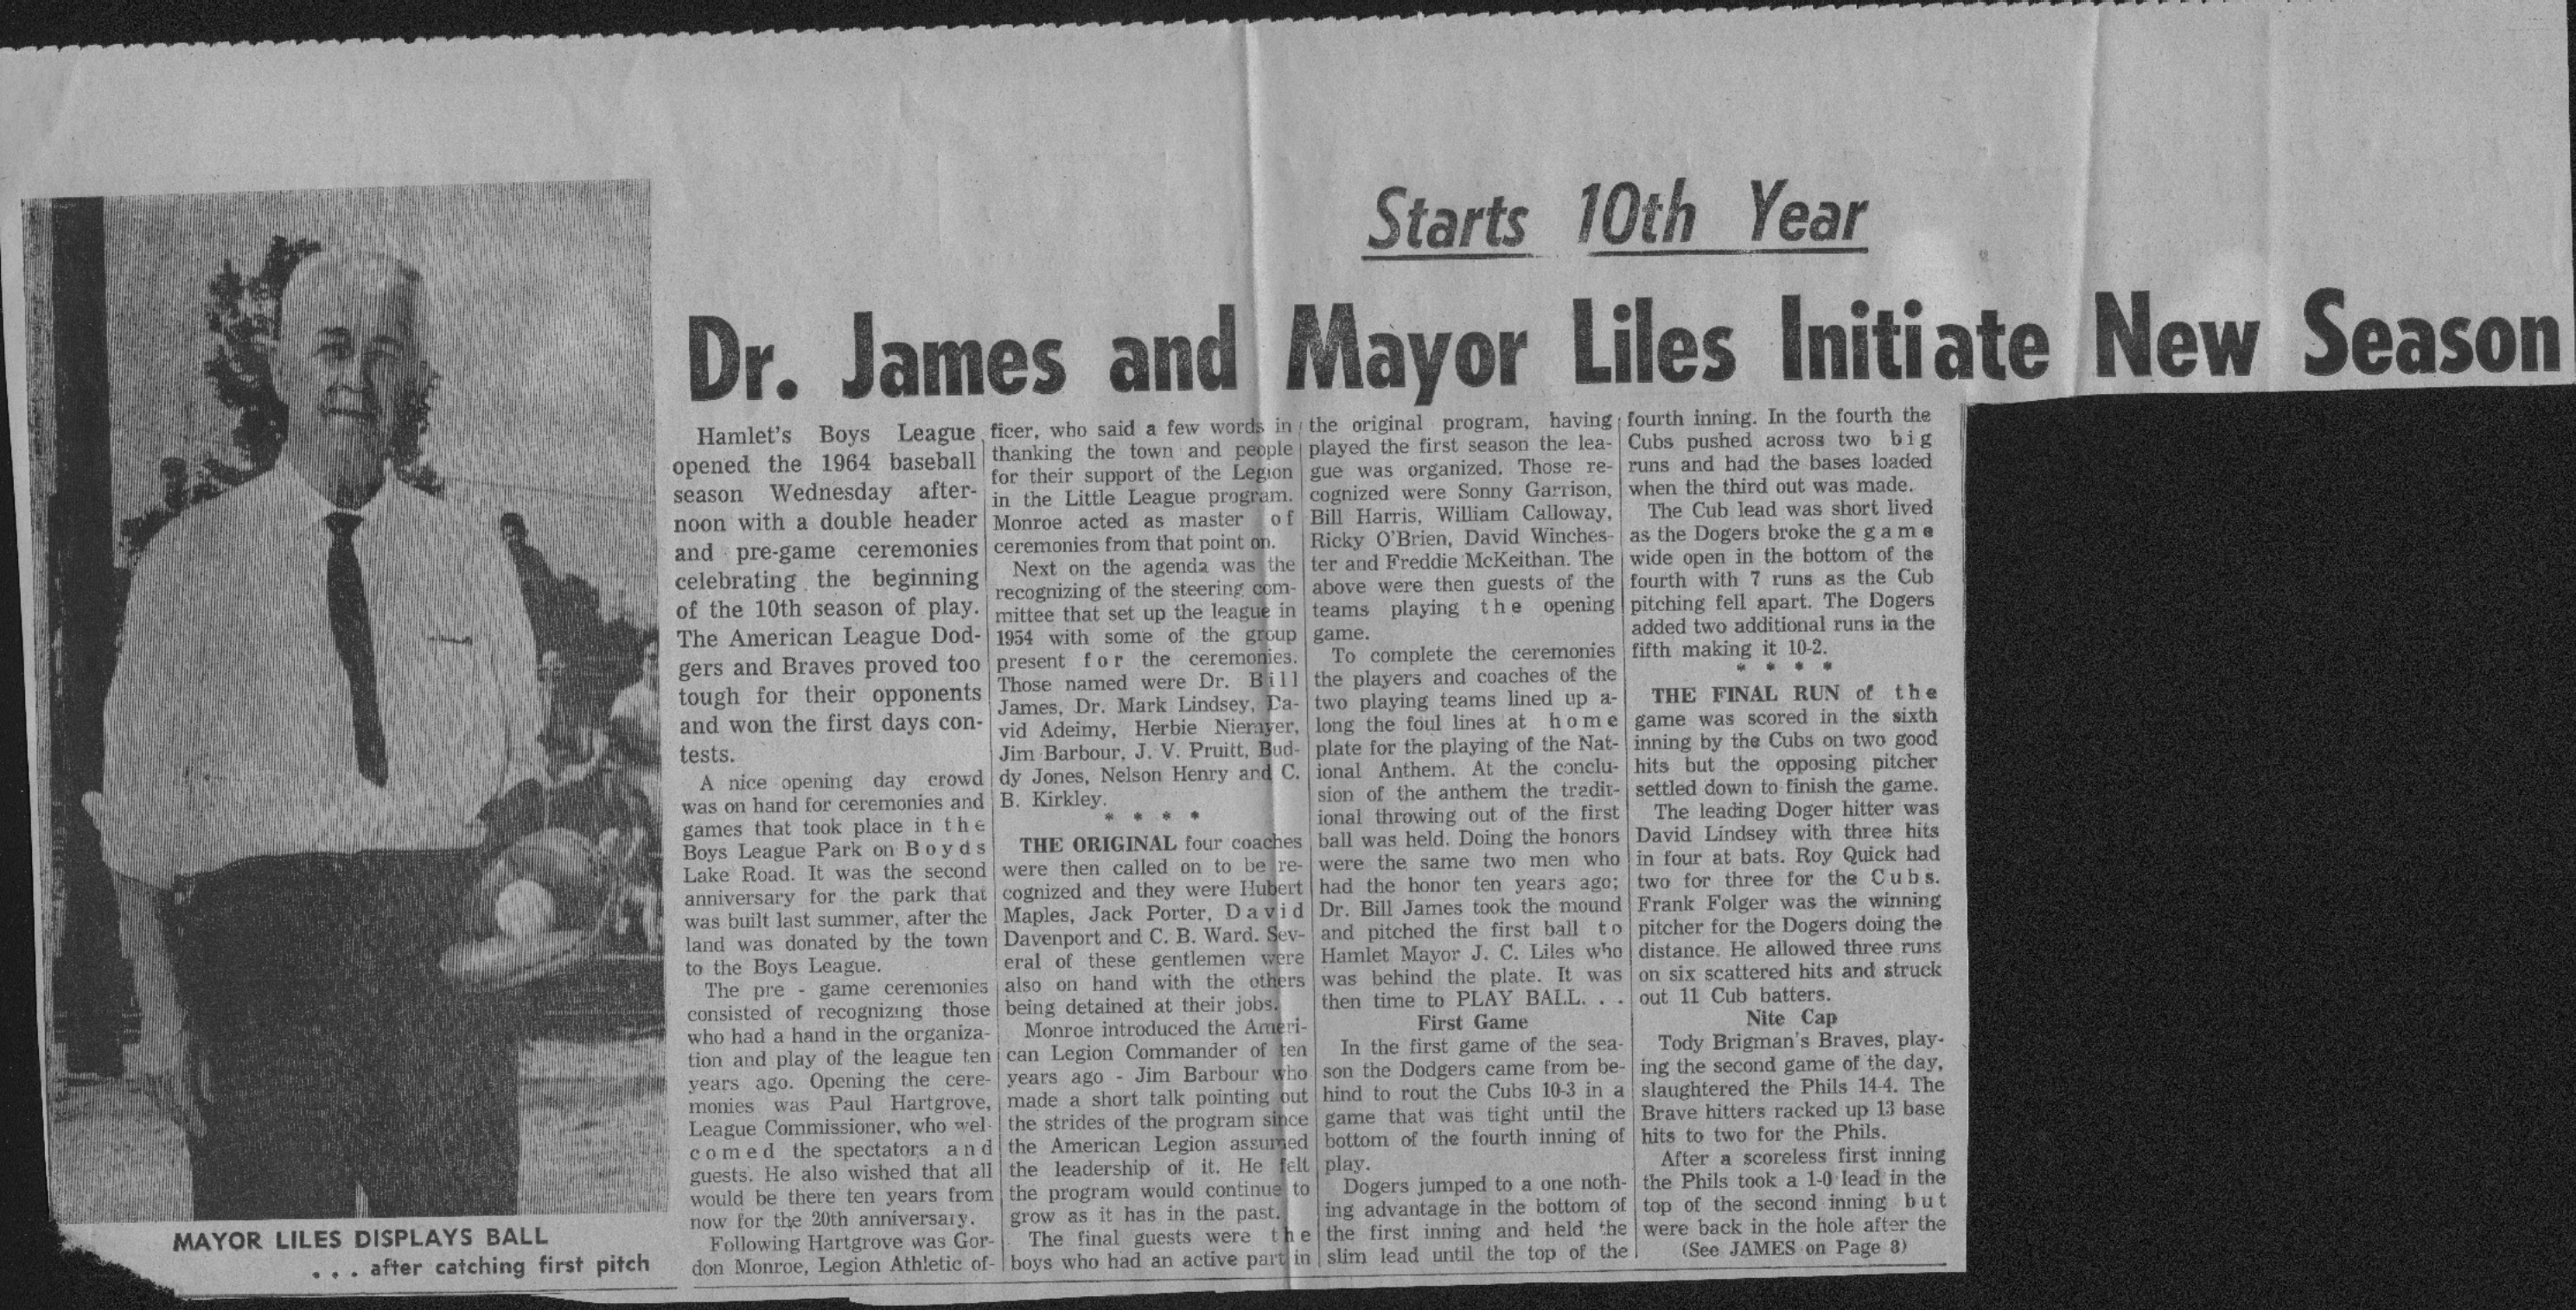 Starts 10th Year
Dr. James and Mayor Liles Initiate New Season
Hamlet's Boys League
opened the 1964 baseball
season Wednesday after-
noon with a double header
and pre-game ceremonies
celebrating the beginning
of the 10th season of play.
The American League Dod-
gers and Braves proved too
tough for their opponents
and won the first days con-
tests.
A nice opening day crowd
was on hand for ceremonies and
games that took place in the
Boys League Park on Boyds
Lake Road. It was the second
anniversary for the park that
was built last summer, after the
land was donated by the town
to the Boys League.
The pre - game ceremonies
consisted of recognizing those
who had a hand in the organiza-
tion and play of the league ten
years ago. Opening the cere-
monies was Paul Hartgrove,
League Commissioner, who wel-
comed the spectators and
guests. He also wished that all
would be there ten years from
now for the 20th anniversary.
Following Hartgrove was Gor-
don Monroe, Legion Athletic of-
ficer, who said a few words in
thanking the town and people
for their support of the Legion
in the Little League program.
Monroe acted as master of
ceremonies from that point on.
Next on the agenda was the
recognizing of the steering com-
mittee that set up the league in
1954 with some of the group
present for the ceremonies.
Those named were Dr. Bill
James, Dr. Mark Lindsey, Da-
vid Adeimy, Herbie Niemyer,
Jim Barbour, J. V. Pruitt, Bud-
dy Jones, Nelson Henry and C.
B. Kirkley.
* * * *
THE ORIGINAL four coaches
were then called on to be re-
cognized and they were Hubert
Maples, Jack Porter, David
Davenport and C. B. Ward. Sev-
eral of these gentlemen were
also on hand with the others
being detained at their jobs.
Monroe introduced the Ameri-
can Legion Commander of ten
years ago - Jim Barbour who
made a short talk pointing out
the strides of the program since
the American Legion assumed
the leadership of it. He felt
the program would continue to
grow as it has in the past.
The final guests were the
boys who had an active part in
the original program, having
played the first season the lea-
gue was organized. Those re-
cognized were Sonny Garrison,
Bill Harris, William Calloway,
Ricky O'Brien, David Winches-
ter and Freddie McKeithan. The
above were then guests of the
teams playing the opening
game.
To complete the ceremonies
the players and coaches of the
two playing teams lined up a-
long the foul lines at home
plate for the playing of the Nat-
ional Anthem. At the conclu-
sion of the anthem the tradit-
ional throwing out of the first
ball was held. Doing the honors
were the same two men who
had the honor ten years ago;
Dr. Bill James took the mound
and pitched the first ball to
Hamlet Mayor J. C. Liles who
was behind the plate. It was
then time to PLAY BALL. . .
First Game
In the first game of the sea-
son the Dodgers came from be-
hind to rout the Cubs 10-3 in a
game that was tight until the
bottom of the fourth inning of
play.
Dogers jumped to a one noth-
ing advantage in the bottom of
the first inning and held the
slim lead until the top of the
fourth inning. In the fourth the
Cubs pushed across two big
runs and had the bases loaded
when the third out was made.
The Cub lead was short lived
as the Dogers broke the game
wide open in the bottom of the
fourth with 7 runs as the Cub
pitching fell apart. The Dogers
added two additional runs in the
fifth making it 10-2.
* * * *
THE FINAL RUN of the
game was scored in the sixth
inning by the Cubs on two good
hits but the opposing pitcher
settled down to finish the game.
The leading Doger hitter was
David Lindsey with three hits
in four at bats. Roy Quick had
two for three for the Cubs.
Frank Folger was the winning
pitcher for the Dogers doing the
distance. He allowed three runs
on six scattered hits and struck
out 11 Cub batters.
Nite Cap
Tody Brigman's Braves, play-
ing the second game of the day,
slaughtered the Phils 14-4. The
Brave hitters racked up 13 base
hits to two for the Phils.
After a scoreless first inning
the Phils took a 1-0 lead in the
top of the second inning but
were back in the hole after the
(See JAMES on Page 8)
MAYOR LILES DISPLAYS BALL
. . . after catching first pitch